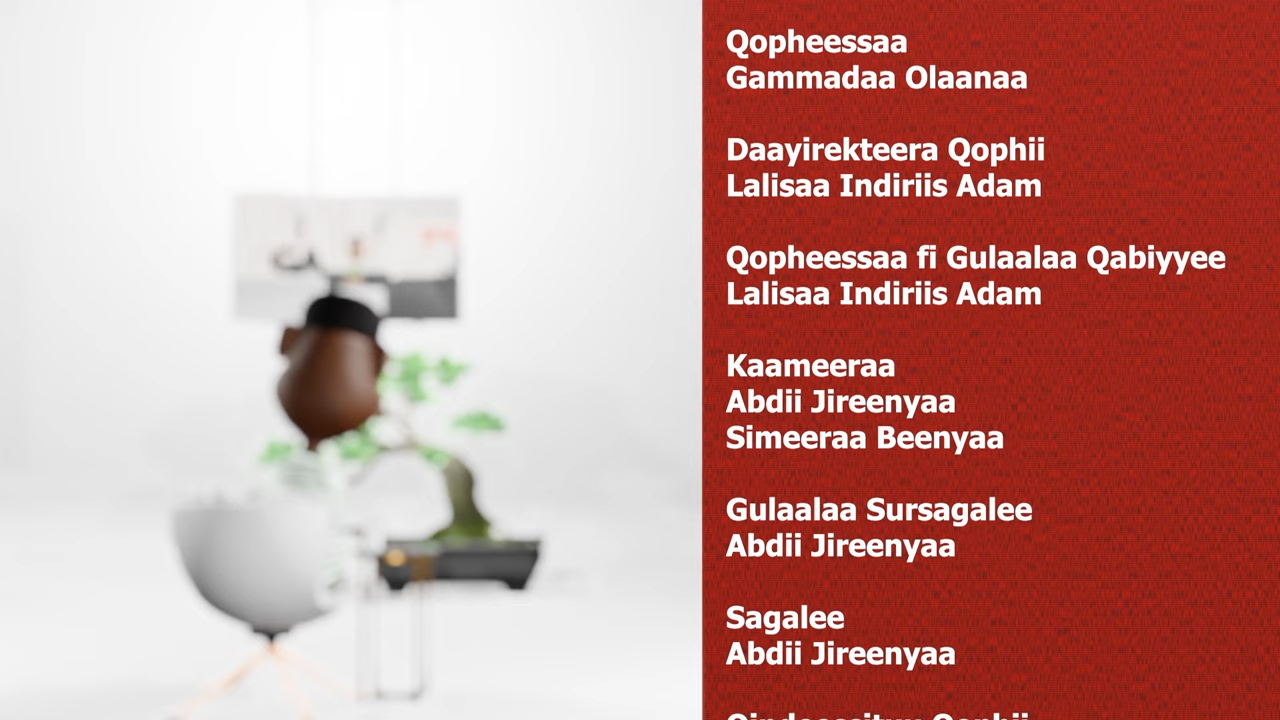 Qopheessaa
Gammadaa Olaanaa
Daayirekteera Qophii
Lalisaa Indiriis Adam
Qopheessaa fi Gulaalaa Qabiyyee
Lalisaa Indiriis Adam
Kaameeraa
Abdii Jireenyaa
Simeeraa Beenyaa
Gulaalaa Sursagalee
Abdii Jireenyaa
Sagalee
Abdii Jireenyaa